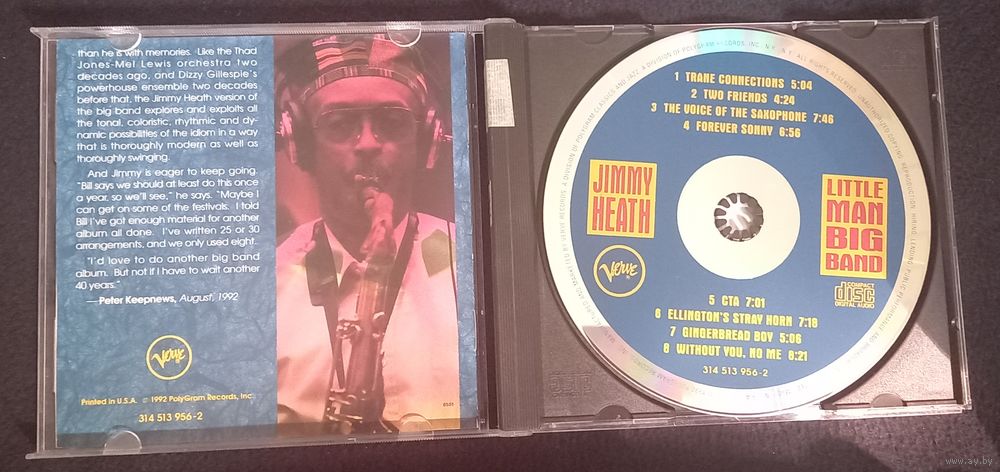 than he is with memories. Like the Thad
Jones-Mel Lewis orchestra two
decades ago, and Dizzy Gillespie's
powerhouse ensemble two decades
before that, the Jimmy Heath version of
the big band explores and exploits all
the tonal, coloristic, rhythmic and dy-
namic possibilities of the idiom in a way
that is thoroughly modern as well as
thoroughly swinging.
And Jimmy is eager to keep going.
"Bill says we should at least do this once
a year, so we'll see," he says. "Maybe I
can get on some of the festivals. I told
Bill I've got enough material for another
album all done. I've written 25 or 30
arrangements, and we only used eight.
"I'd love to do another big band
album. But not if I have to wait another
40 years."
—Peter Keepnews, August, 1992
Verve
Printed in U.S.A. © 1992 PolyGram Records, Inc.
314 513 956-2
1 TRANE CONNECTIONS 5:04
2 TWO FRIENDS 4:24
3 THE VOICE OF THE SAXOPHONE 7:46
4 FOREVER SONNY 6:56
JIMMY
HEATH
LITTLE
MAN
BIG
BAND
Verve
COMPACT
disc
DIGITAL AUDIO
5 CTA 7:01
6 ELLINGTON'S STRAY HORN 7:18
7 GINGERBREAD BOY 5:06
8 WITHOUT YOU, NO ME 8:21
314 513 956-2
www.ay.by